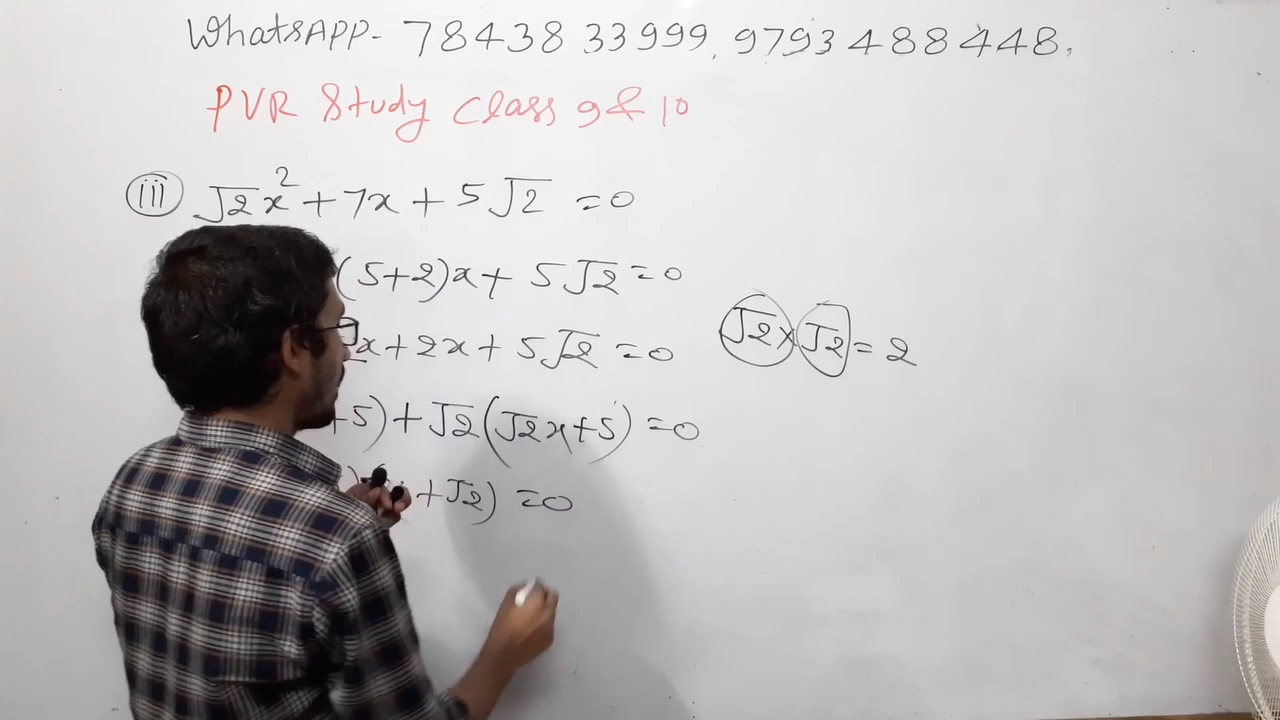 WhatsAPP- 78438 33999, 9793488448,
PVR Study Class 9 & 10
(iii) √2x² + 7x + 5√2 = 0
(5+2)x + 5√2 = 0
x + 2x + 5√2 = 0
√2 × √2 = 2
+5) + √2(√2x+5) = 0
) +√2) = 0